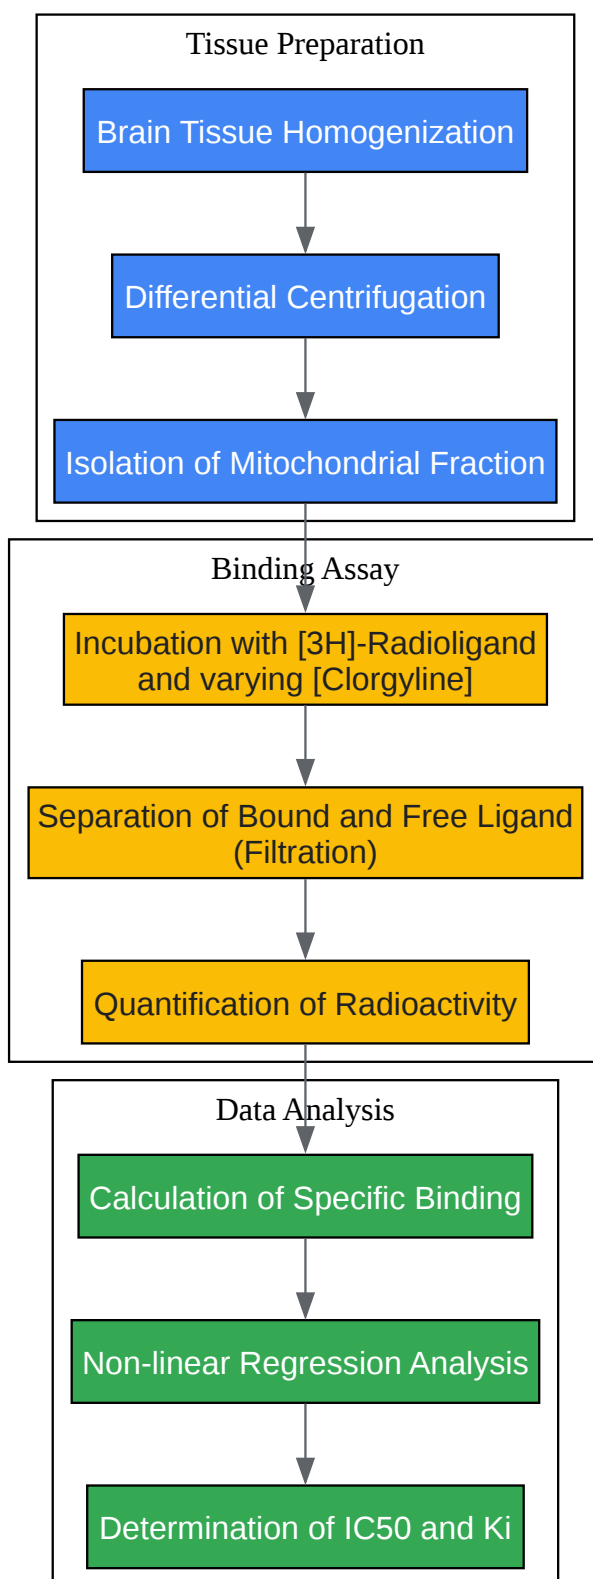 Tissue Preparation
Brain Tissue Homogenization
Differential Centrifugation
Isolation of Mitochondrial Fraction
Binding Assay
Incubation with [3H]-Radioligand
and varying [Clorgyline]
Separation of Bound and Free Ligand
(Filtration)
Quantification of Radioactivity
Data Analysis
Calculation of Specific Binding
Non-linear Regression Analysis
Determination of IC50 and Ki